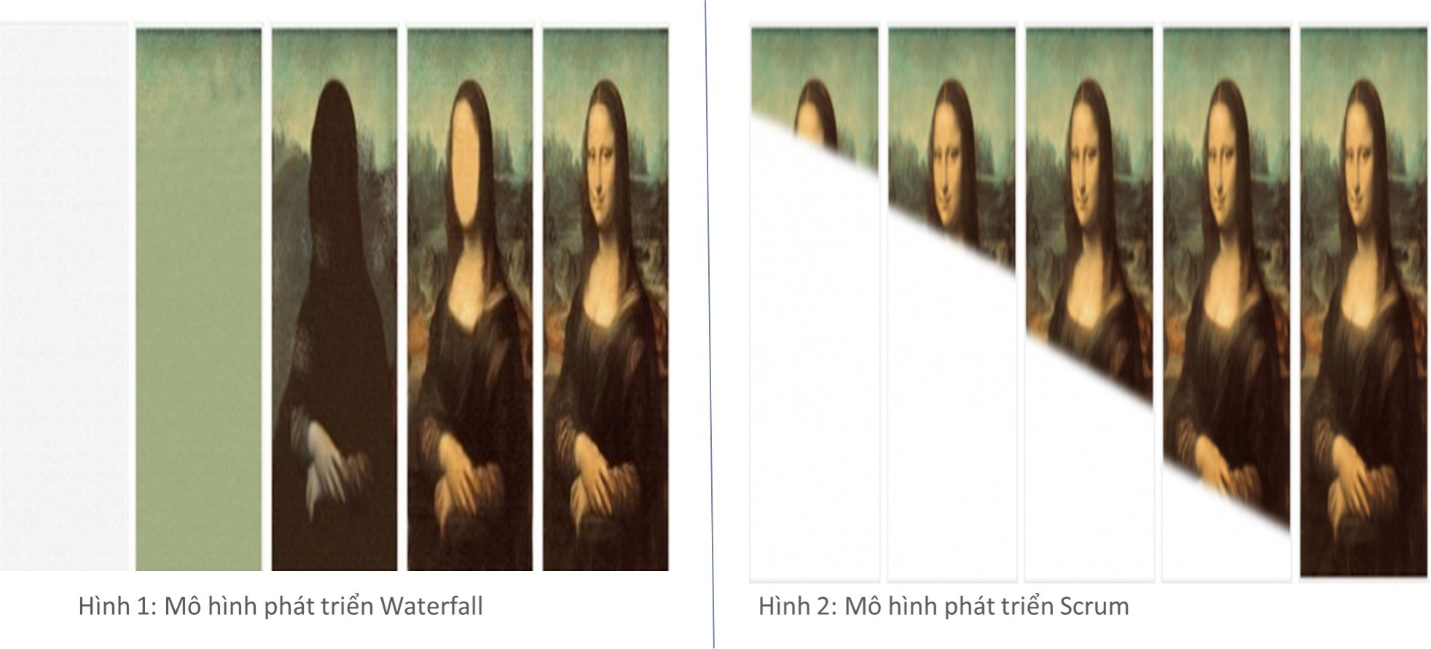 Hình 1: Mô hình phát triển Waterfall
Hình 2: Mô hình phát triển Scrum